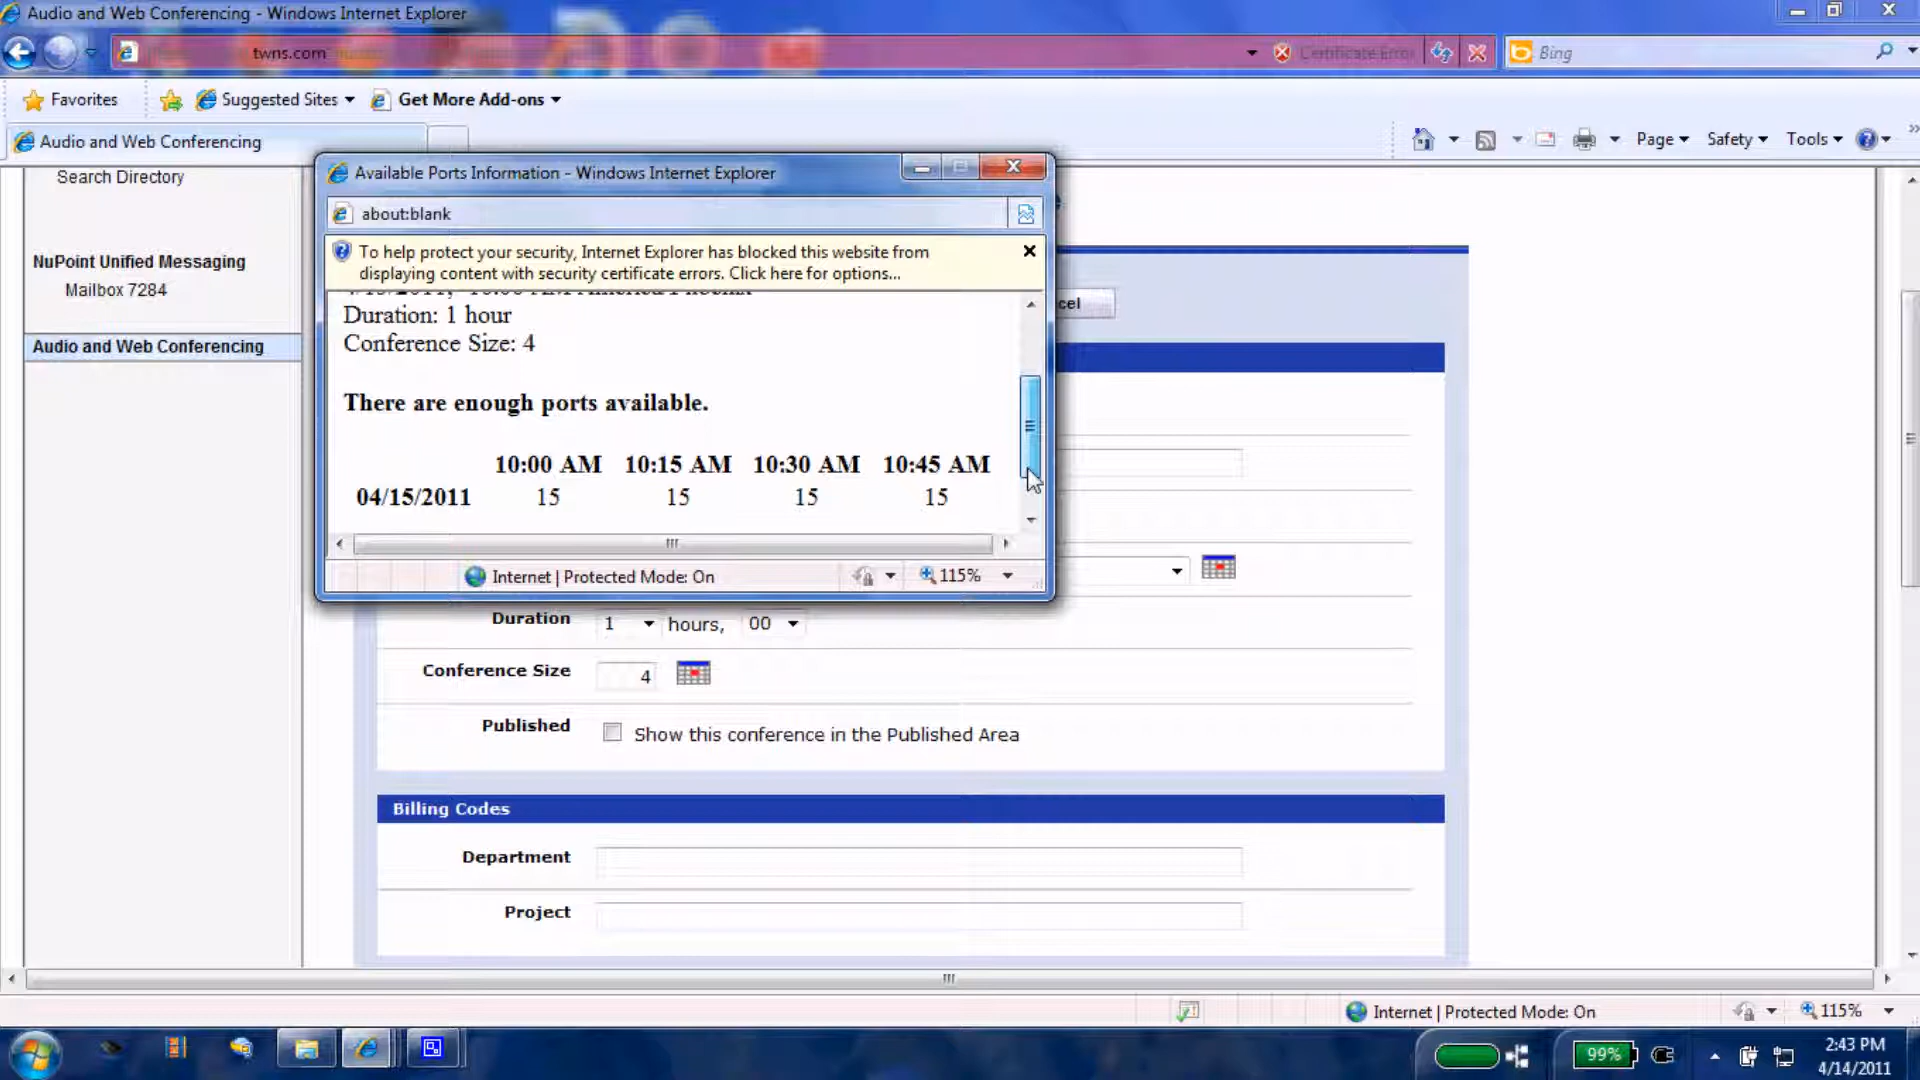 Audio and Web Conferencing - Windows Internet Explorer
twns.com
Certificate Error
Bing
Favorites
Suggested Sites
Get More Add-ons
Audio and Web Conferencing
Page
Safety
Tools
Search Directory
NuPoint Unified Messaging
Mailbox 7284
Audio and Web Conferencing
Available Ports Information - Windows Internet Explorer
about:blank
To help protect your security, Internet Explorer has blocked this website from
displaying content with security certificate errors. Click here for options...
Duration: 1 hour
Conference Size: 4
There are enough ports available.
10:00 AM 10:15 AM 10:30 AM 10:45 AM
04/15/2011 15 15 15 15
Internet | Protected Mode: On
115%
cel
Duration 1 hours, 00
Conference Size 4
Published Show this conference in the Published Area
Billing Codes
Department
Project
Internet | Protected Mode: On
115%
99%
2:43 PM
4/14/2011